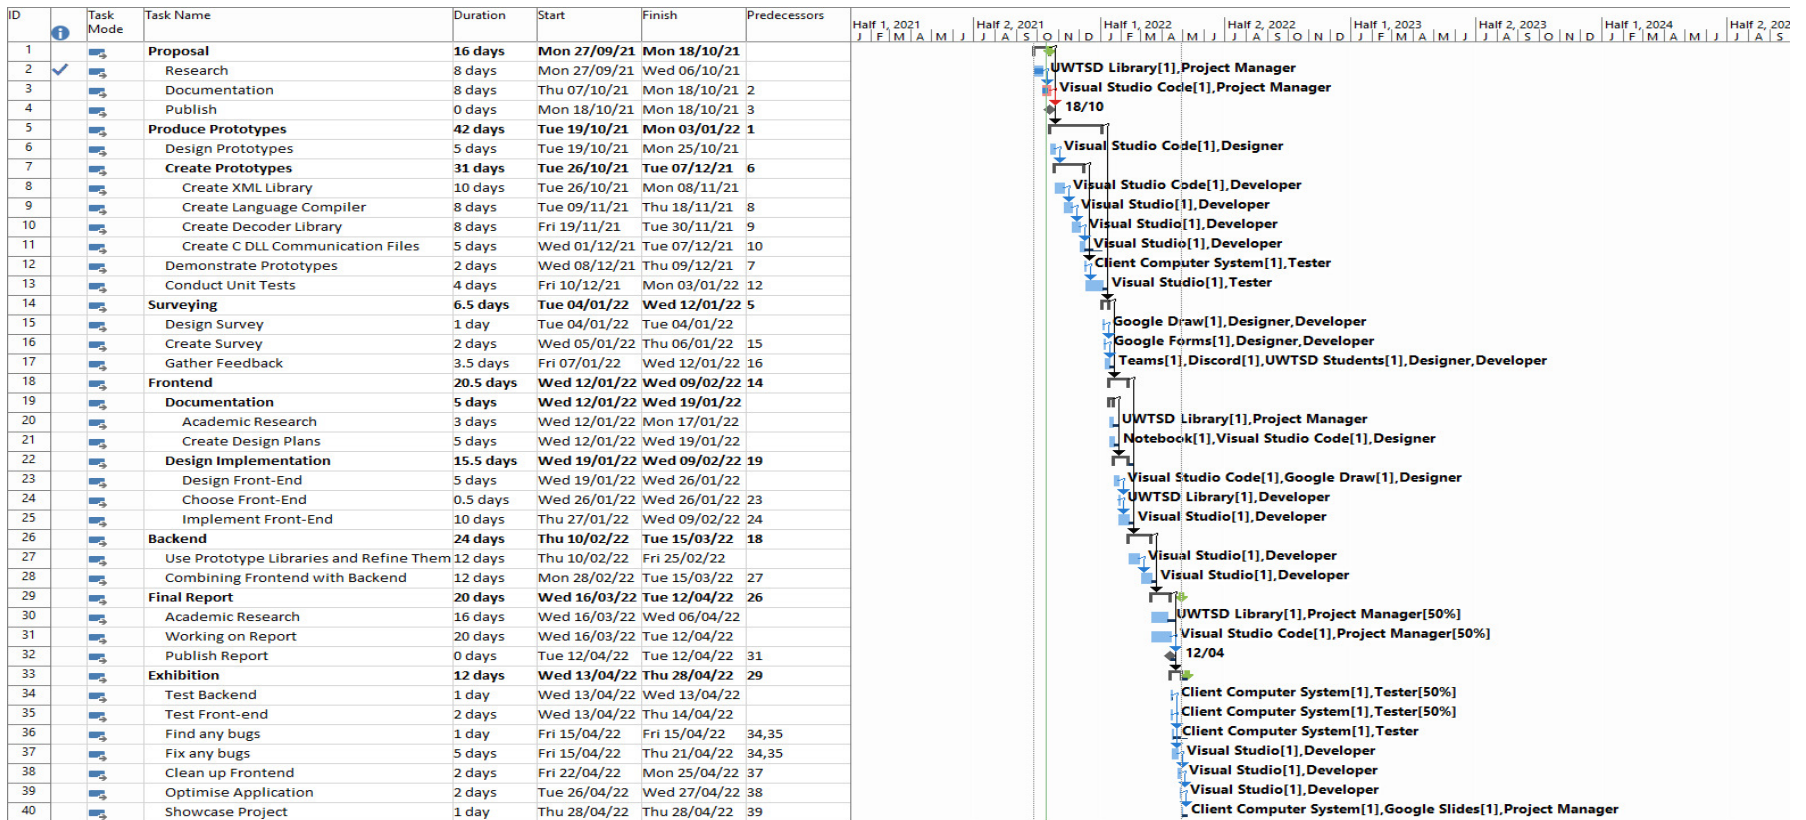 ID Task Mode Task Name Duration Start Finish Predecessors
Half 1, 2021 Half 2, 2021 Half 1, 2022 Half 2, 2022 Half 1, 2023 Half 2, 2023 Half 1, 2024 Half 2, 202
J F M A M J J A S O N D J F M A M J J A S O N D J F M A M J J A S O N D J F M A M J J A S
1 Proposal 16 days Mon 27/09/21 Mon 18/10/21
2 Research 8 days Mon 27/09/21 Wed 06/10/21 UWTSD Library[1],Project Manager
3 Documentation 8 days Thu 07/10/21 Mon 18/10/21 2 Visual Studio Code[1],Project Manager
4 Publish 0 days Mon 18/10/21 Mon 18/10/21 3 18/10
5 Produce Prototypes 42 days Tue 19/10/21 Mon 03/01/22 1
6 Design Prototypes 5 days Tue 19/10/21 Mon 25/10/21 Visual Studio Code[1],Designer
7 Create Prototypes 31 days Tue 26/10/21 Tue 07/12/21 6
8 Create XML Library 10 days Tue 26/10/21 Mon 08/11/21 Visual Studio Code[1],Developer
9 Create Language Compiler 8 days Tue 09/11/21 Thu 18/11/21 8 Visual Studio[1],Developer
10 Create Decoder Library 8 days Fri 19/11/21 Tue 30/11/21 9 Visual Studio[1],Developer
11 Create C DLL Communication Files 5 days Wed 01/12/21 Tue 07/12/21 10 Visual Studio[1],Developer
12 Demonstrate Prototypes 2 days Wed 08/12/21 Thu 09/12/21 7 Client Computer System[1],Tester
13 Conduct Unit Tests 4 days Fri 10/12/21 Mon 03/01/22 12 Visual Studio[1],Tester
14 Surveying 6.5 days Tue 04/01/22 Wed 12/01/22 5
15 Design Survey 1 day Tue 04/01/22 Tue 04/01/22 Google Draw[1],Designer,Developer
16 Create Survey 2 days Wed 05/01/22 Thu 06/01/22 15 Google Forms[1],Designer,Developer
17 Gather Feedback 3.5 days Fri 07/01/22 Wed 12/01/22 16 Teams[1],Discord[1],UWTSD Students[1],Designer,Developer
18 Frontend 20.5 days Wed 12/01/22 Wed 09/02/22 14
19 Documentation 5 days Wed 12/01/22 Wed 19/01/22
20 Academic Research 3 days Wed 12/01/22 Mon 17/01/22 UWTSD Library[1],Project Manager
21 Create Design Plans 5 days Wed 12/01/22 Wed 19/01/22 Notebook[1],Visual Studio Code[1],Designer
22 Design Implementation 15.5 days Wed 19/01/22 Wed 09/02/22 19
23 Design Front-End 5 days Wed 19/01/22 Wed 26/01/22 Visual Studio Code[1],Google Draw[1],Designer
24 Choose Front-End 0.5 days Wed 26/01/22 Wed 26/01/22 23 UWTSD Library[1],Developer
25 Implement Front-End 10 days Thu 27/01/22 Wed 09/02/22 24 Visual Studio[1],Developer
26 Backend 24 days Thu 10/02/22 Tue 15/03/22 18
27 Use Prototype Libraries and Refine Them 12 days Thu 10/02/22 Fri 25/02/22 Visual Studio[1],Developer
28 Combining Frontend with Backend 12 days Mon 28/02/22 Tue 15/03/22 27 Visual Studio[1],Developer
29 Final Report 20 days Wed 16/03/22 Tue 12/04/22 26
30 Academic Research 16 days Wed 16/03/22 Wed 06/04/22 UWTSD Library[1],Project Manager[50%]
31 Working on Report 20 days Wed 16/03/22 Tue 12/04/22 Visual Studio Code[1],Project Manager[50%]
32 Publish Report 0 days Tue 12/04/22 Tue 12/04/22 31 12/04
33 Exhibition 12 days Wed 13/04/22 Thu 28/04/22 29
34 Test Backend 1 day Wed 13/04/22 Wed 13/04/22 Client Computer System[1],Tester[50%]
35 Test Front-end 2 days Wed 13/04/22 Thu 14/04/22 Client Computer System[1],Tester[50%]
36 Find any bugs 1 day Fri 15/04/22 Fri 15/04/22 34,35 Client Computer System[1],Tester
37 Fix any bugs 5 days Fri 15/04/22 Thu 21/04/22 34,35 Visual Studio[1],Developer
38 Clean up Frontend 2 days Fri 22/04/22 Mon 25/04/22 37 Visual Studio[1],Developer
39 Optimise Application 2 days Tue 26/04/22 Wed 27/04/22 38 Visual Studio[1],Developer
40 Showcase Project 1 day Thu 28/04/22 Thu 28/04/22 39 Client Computer System[1],Google Slides[1],Project Manager